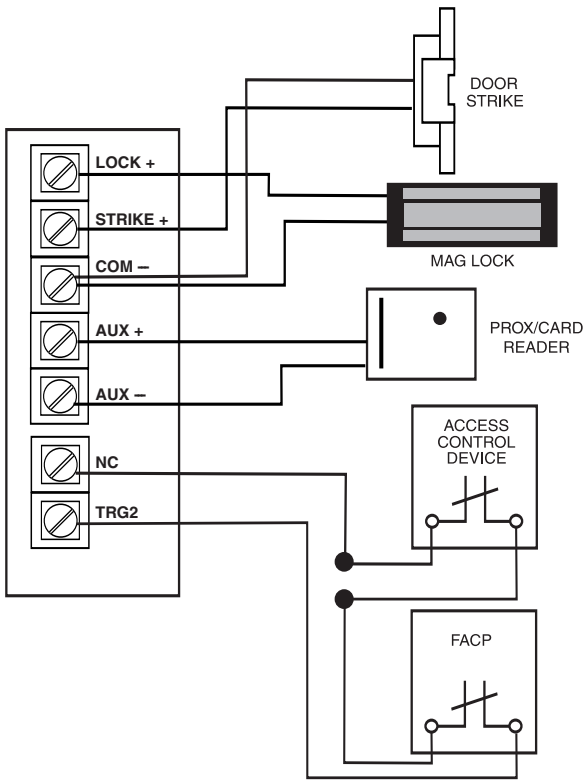 DOOR
STRIKE
LOCK +
STRIKE +
COM –
MAG LOCK
AUX +
PROX/CARD
READER
AUX –
ACCESS
CONTROL
DEVICE
NC
TRG2
FACP